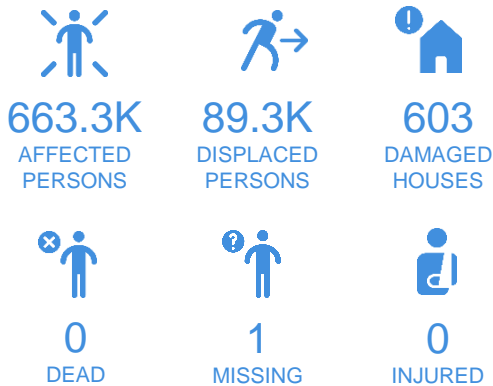 663.3K
AFFECTED
PERSONS
89.3K
DISPLACED
PERSONS
!
603
DAMAGED
HOUSES
0
DEAD
?
1
MISSING
0
INJURED